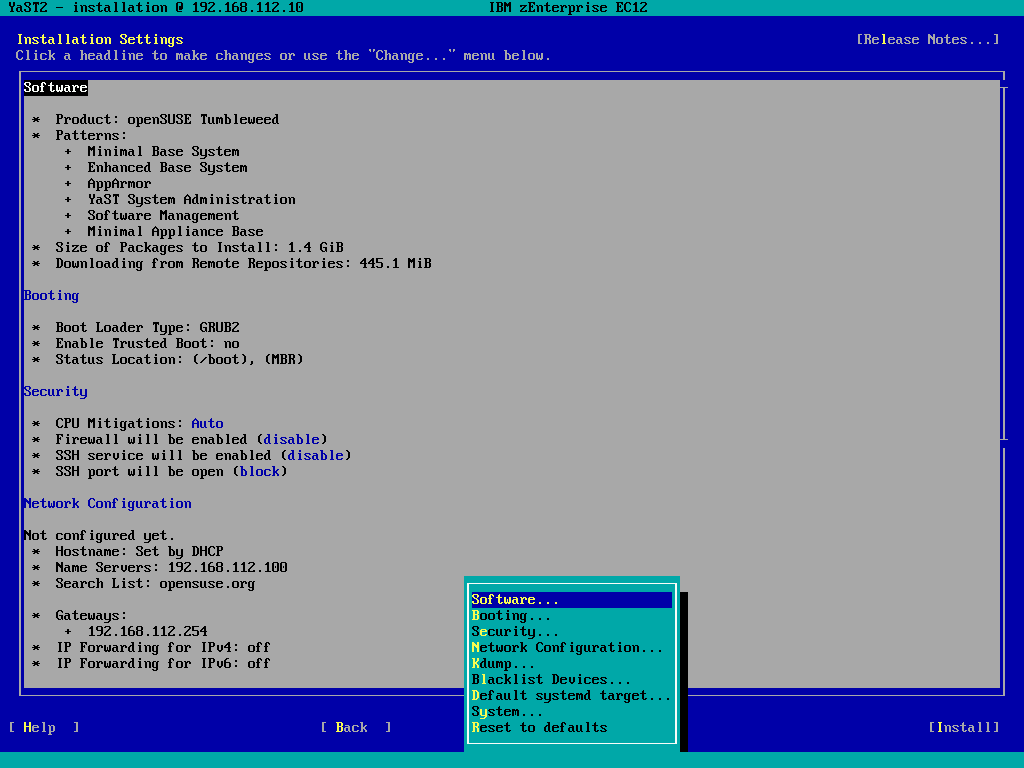 YaST2 - installation @ 192.168.112.10 IBM zEnterprise EC12
Installation Settings [Release Notes...]
Click a headline to make changes or use the "Change..." menu below.
Software
* Product: openSUSE Tumbleweed
* Patterns:
+ Minimal Base System
+ Enhanced Base System
+ AppArmor
+ YaST System Administration
+ Software Management
+ Minimal Appliance Base
* Size of Packages to Install: 1.4 GiB
* Downloading from Remote Repositories: 445.1 MiB
Booting
* Boot Loader Type: GRUB2
* Enable Trusted Boot: no
* Status Location: (/boot), (MBR)
Security
* CPU Mitigations: Auto
* Firewall will be enabled (disable)
* SSH service will be enabled (disable)
* SSH port will be open (block)
Network Configuration
Not configured yet.
* Hostname: Set by DHCP
* Name Servers: 192.168.112.100
* Search List: opensuse.org
* Gateways:
+ 192.168.112.254
* IP Forwarding for IPv4: off
* IP Forwarding for IPv6: off
Software...
Booting...
Security...
Network Configuration...
Kdump...
Blacklist Devices...
Default systemd target...
System...
Reset to defaults
[ Help ] [ Back ] [Install]